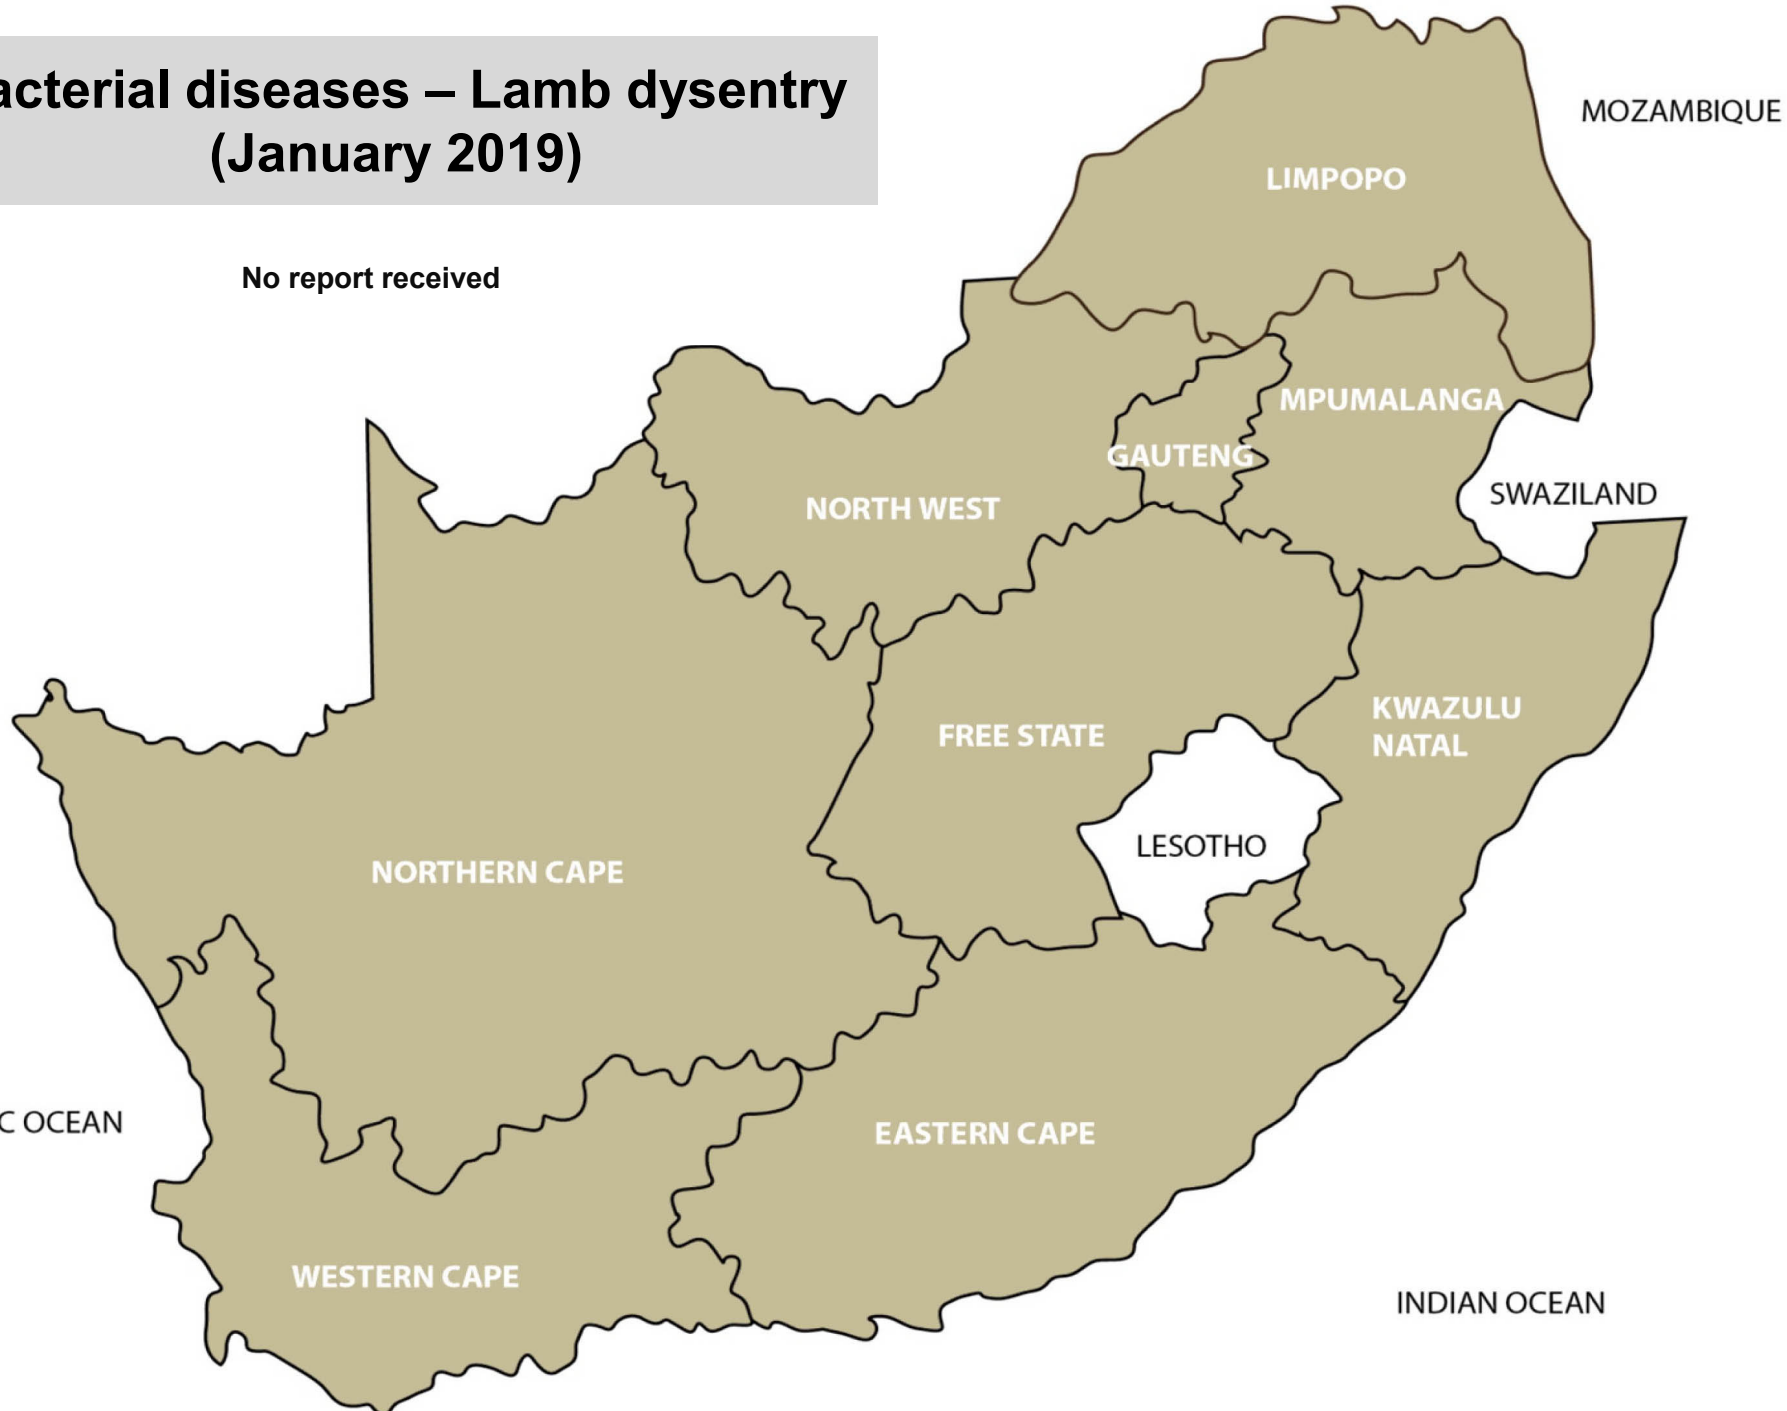 acterial diseases – Lamb dysentry
(January 2019)
MOZAMBIQUE
LIMPOPO
No report received
MPUMALANGA
GAUTENG
SWAZILAND
NORTH WEST
KWAZULU
NATAL
FREE STATE
LESOTHO
NORTHERN CAPE
C OCEAN
EASTERN CAPE
WESTERN CAPE
INDIAN OCEAN